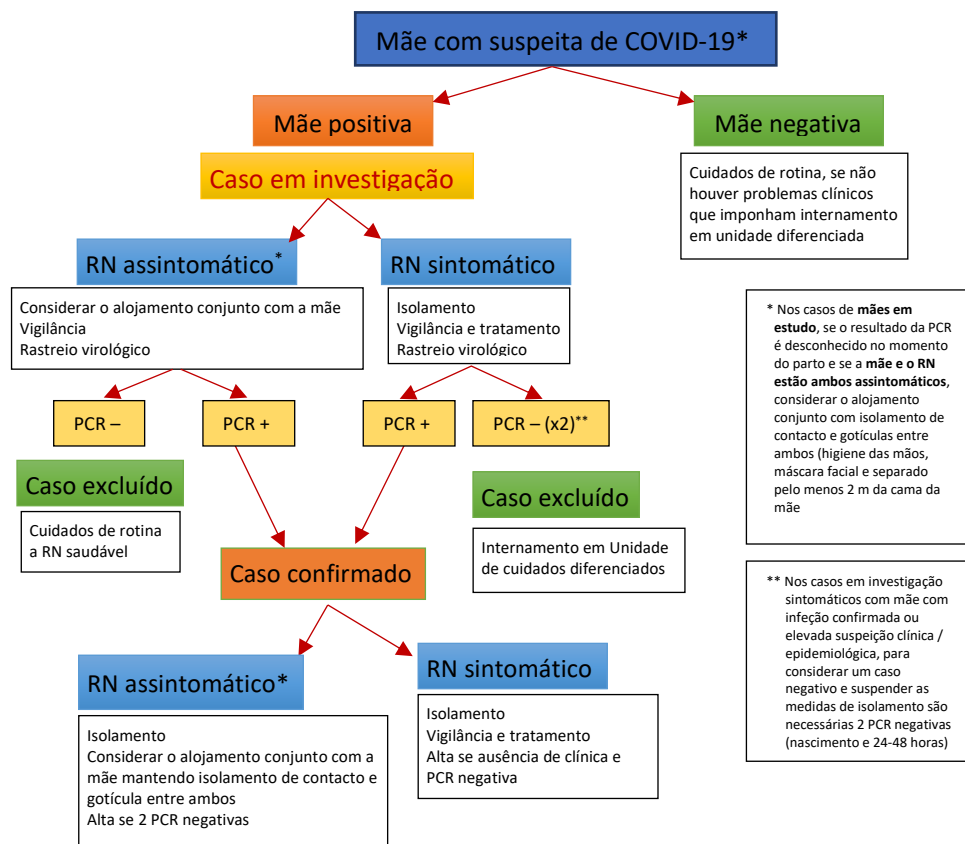 Mãe com suspeita de COVID-19*
Mãe positiva
Mãe negativa
Caso em investigação
Cuidados de rotina, se não
houver problemas clínicos
que imponham internamento
em unidade diferenciada
RN assintomático*
RN sintomático
Considerar o alojamento conjunto com a mãe
Vigilância
Rastreio virológico
Isolamento
Vigilância e tratamento
Rastreio virológico
PCR –
PCR +
PCR +
PCR – (x2)**
Caso excluído
Caso excluído
Cuidados de rotina
a RN saudável
Internamento em Unidade
de cuidados diferenciados
Caso confirmado
RN assintomático*
RN sintomático
Isolamento
Considerar o alojamento conjunto com a
mãe mantendo isolamento de contacto e
gotícula entre ambos
Alta se 2 PCR negativas
Isolamento
Vigilância e tratamento
Alta se ausência de clínica e
PCR negativa
* Nos casos de mães em
estudo, se o resultado da PCR
é desconhecido no momento
do parto e se a mãe e o RN
estão ambos assintomáticos,
considerar o alojamento
conjunto com isolamento de
contacto e gotículas entre
ambos (higiene das mãos,
máscara facial e separado
pelo menos 2 m da cama da
mãe
** Nos casos em investigação
sintomáticos com mãe com
infeção confirmada ou
elevada suspeição clínica /
epidemiológica, para
considerar um caso
negativo e suspender as
medidas de isolamento são
necessárias 2 PCR negativas
(nascimento e 24-48 horas)